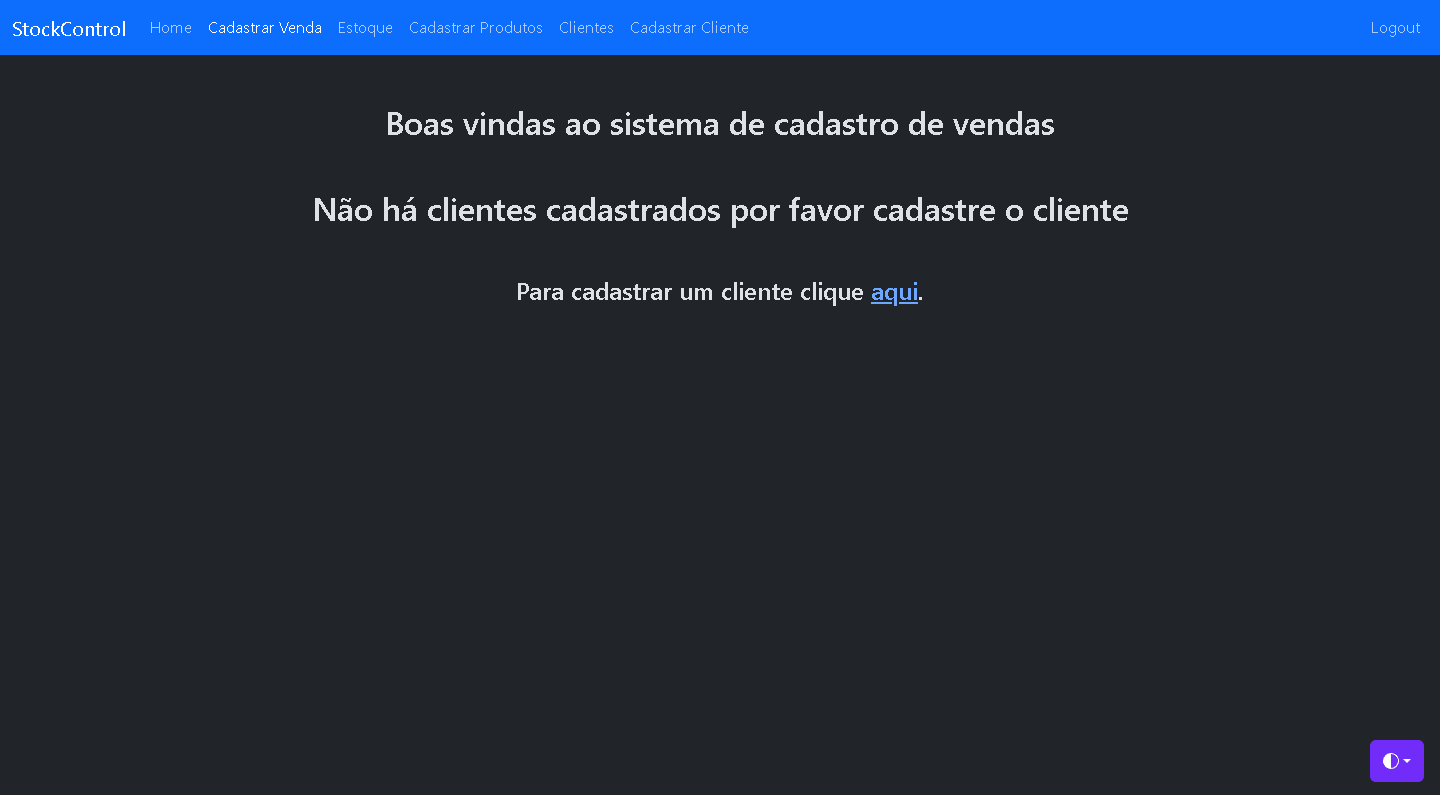 StockControl Home Cadastrar Venda Estoque Cadastrar Produtos Clientes Cadastrar Cliente Logout
Boas vindas ao sistema de cadastro de vendas
Não há clientes cadastrados por favor cadastre o cliente
Para cadastrar um cliente clique aqui.